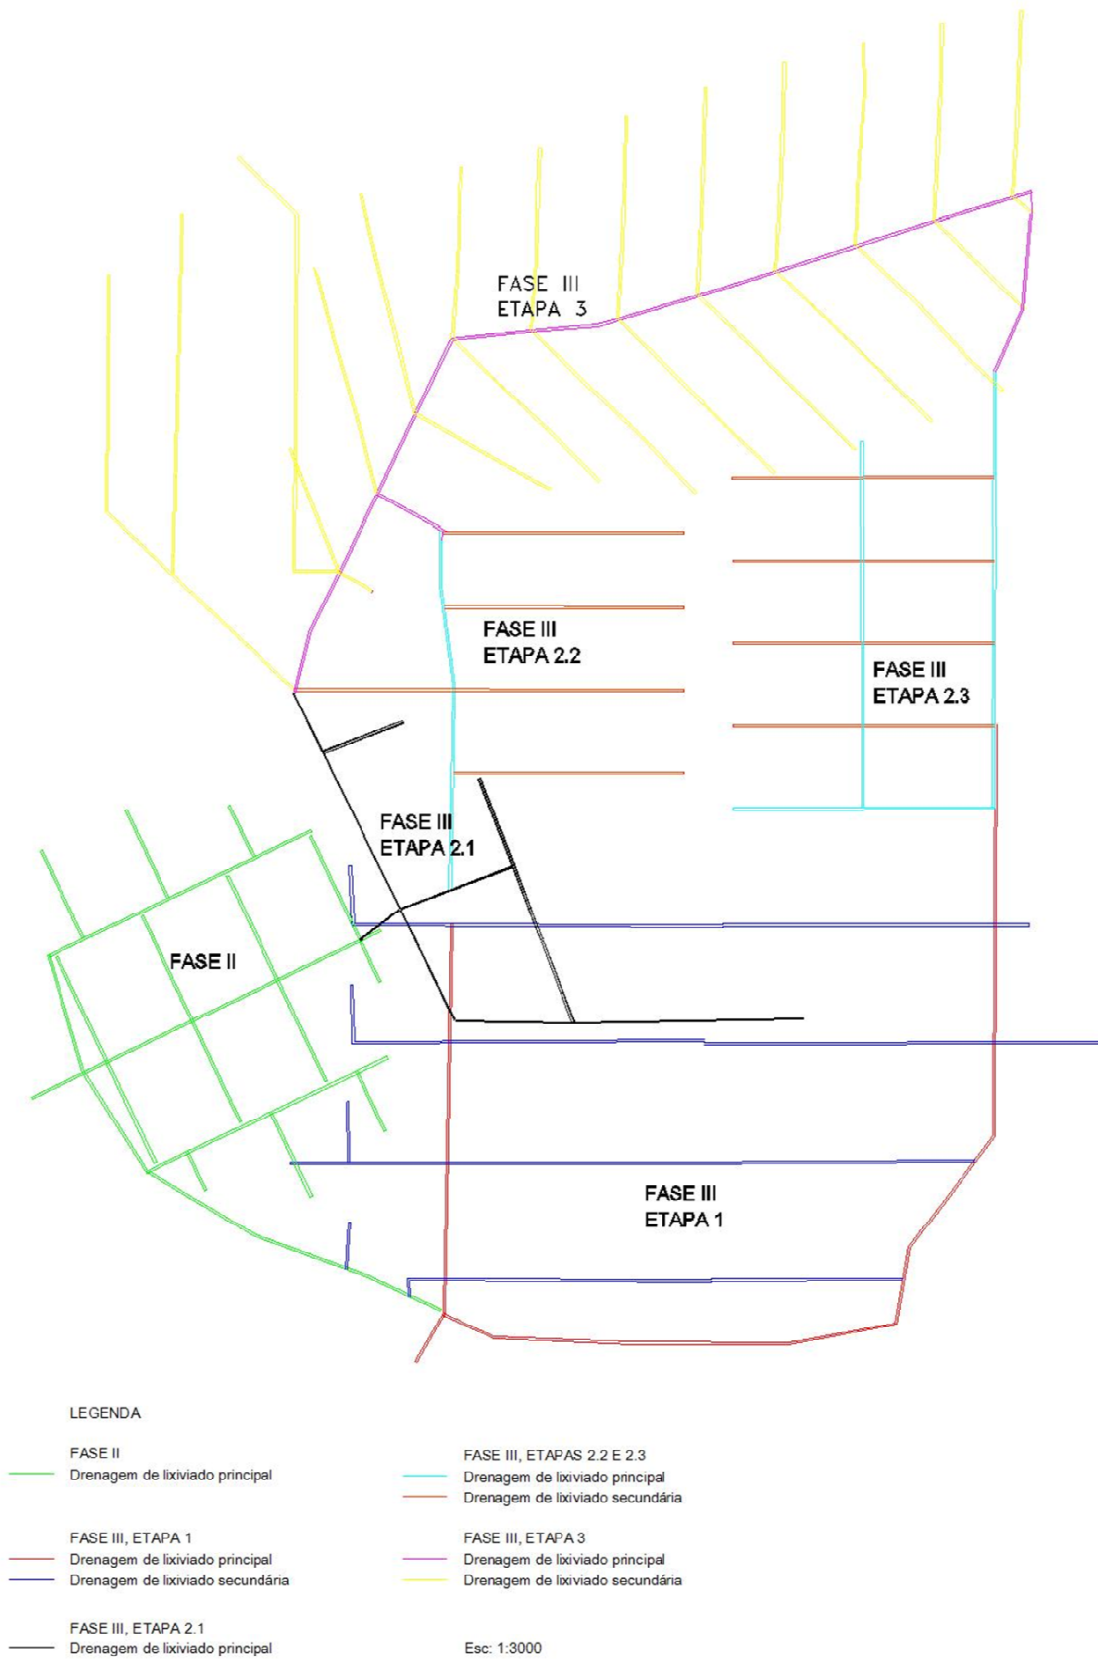 FASE III
ETAPA 3
FASE III
ETAPA 2.2
FASE III
ETAPA 2.3
FASE III
ETAPA 2.1
FASE II
FASE III
ETAPA 1
LEGENDA
FASE II
Drenagem de lixiviado principal
FASE III, ETAPA 1
Drenagem de lixiviado principal
Drenagem de lixiviado secundária
FASE III, ETAPA 2.1
Drenagem de lixiviado principal
FASE III, ETAPAS 2.2 E 2.3
Drenagem de lixiviado principal
Drenagem de lixiviado secundária
FASE III, ETAPA 3
Drenagem de lixiviado principal
Drenagem de lixiviado secundária
Esc: 1:3000